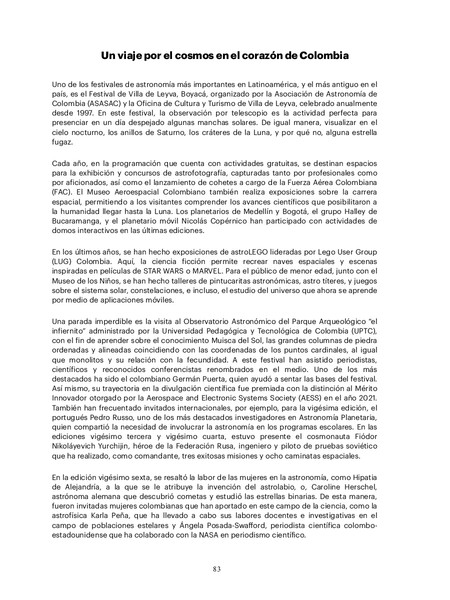 Un viaje por el cosmos en el corazón de Colombia
Uno de los festivales de astronomía más importantes en Latinoamérica, y el más antiguo en el
país, es el Festival de Villa de Leyva, Boyacá, organizado por la Asociación de Astronomía de
Colombia (ASASAC) y la Oficina de Cultura y Turismo de Villa de Leyva, celebrado anualmente
desde 1997. En este festival, la observación por telescopio es la actividad perfecta para
presenciar en un día despejado algunas manchas solares. De igual manera, visualizar en el
cielo nocturno, los anillos de Saturno, los cráteres de la Luna, y por qué no, alguna estrella
fugaz.
Cada año, en la programación que cuenta con actividades gratuitas, se destinan espacios
para la exhibición y concursos de astrofotografía, capturadas tanto por profesionales como
por aficionados, así como el lanzamiento de cohetes a cargo de la Fuerza Aérea Colombiana
(FAC). El Museo Aeroespacial Colombiano también realiza exposiciones sobre la carrera
espacial, permitiendo a los visitantes comprender los avances científicos que posibilitaron a
la humanidad llegar hasta la Luna. Los planetarios de Medellín y Bogotá, el grupo Halley de
Bucaramanga, y el planetario móvil Nicolás Copérnico han participado con actividades de
domos interactivos en las últimas ediciones.
En los últimos años, se han hecho exposiciones de astroLEGO lideradas por Lego User Group
(LUG) Colombia. Aquí, la ciencia ficción permite recrear naves espaciales y escenas
inspiradas en películas de STAR WARS o MARVEL. Para el público de menor edad, junto con el
Museo de los Niños, se han hecho talleres de pintucaritas astronómicas, astro títeres, y juegos
sobre el sistema solar, constelaciones, e incluso, el estudio del universo que ahora se aprende
por medio de aplicaciones móviles.
Una parada imperdible es la visita al Observatorio Astronómico del Parque Arqueológico "el
infiernito" administrado por la Universidad Pedagógica y Tecnológica de Colombia (UPTC),
con el fin de aprender sobre el conocimiento Muisca del Sol, las grandes columnas de piedra
ordenadas y alineadas coincidiendo con las coordenadas de los puntos cardinales, al igual
que monolitos y su relación con la fecundidad. A este festival han asistido periodistas,
científicos y reconocidos conferencistas renombrados en el medio. Uno de los más
destacados ha sido el colombiano Germán Puerta, quien ayudó a sentar las bases del festival.
Así mismo, su trayectoria en la divulgación científica fue premiada con la distinción al Mérito
Innovador otorgado por la Aerospace and Electronic Systems Society (AESS) en el año 2021.
También han frecuentado invitados internacionales, por ejemplo, para la vigésima edición, el
portugués Pedro Russo, uno de los más destacados investigadores en Astronomía Planetaria,
quien compartió la necesidad de involucrar la astronomía en los programas escolares. En las
ediciones vigésimo tercera y vigésimo cuarta, estuvo presente el cosmonauta Fiódor
Nikoláyevich Yurchijin, héroe de la Federación Rusa, ingeniero y piloto de pruebas soviético
que ha realizado, como comandante, tres exitosas misiones y ocho caminatas espaciales.
En la edición vigésimo sexta, se resaltó la labor de las mujeres en la astronomía, como Hipatia
de Alejandría, a la que se le atribuye la invención del astrolabio, o, Caroline Herschel,
astrónoma alemana que descubrió cometas y estudió las estrellas binarias. De esta manera,
fueron invitadas mujeres colombianas que han aportado en este campo de la ciencia, como la
astrofísica Karla Peña, que ha llevado a cabo sus labores docentes e investigativas en el
campo de poblaciones estelares y Ángela Posada-Swafford, periodista científica colombo-
estadounidense que ha colaborado con la NASA en periodismo científico.
83